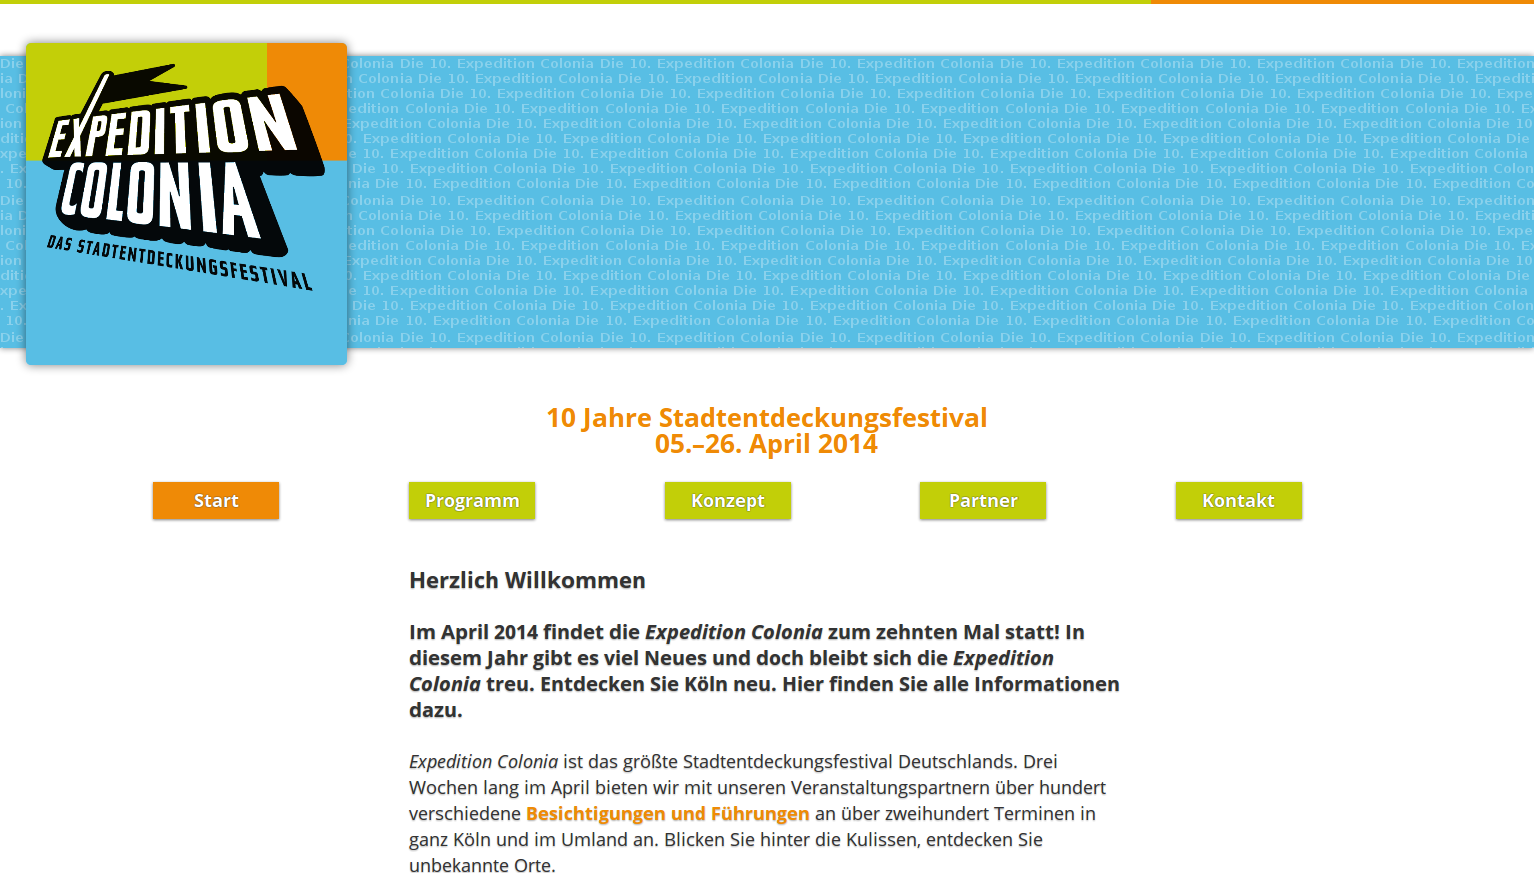 EXPEDITION
COLONIA
DAS STADTENTDECKUNGSFESTIVAL
10 Jahre Stadtentdeckungsfestival
05.–26. April 2014
Start
Programm
Konzept
Partner
Kontakt
Herzlich Willkommen
Im April 2014 findet die Expedition Colonia zum zehnten Mal statt! In
diesem Jahr gibt es viel Neues und doch bleibt sich die Expedition
Colonia treu. Entdecken Sie Köln neu. Hier finden Sie alle Informationen
dazu.
Expedition Colonia ist das größte Stadtentdeckungsfestival Deutschlands. Drei
Wochen lang im April bieten wir mit unseren Veranstaltungspartnern über hundert
verschiedene Besichtigungen und Führungen an über zweihundert Terminen in
ganz Köln und im Umland an. Blicken Sie hinter die Kulissen, entdecken Sie
unbekannte Orte.